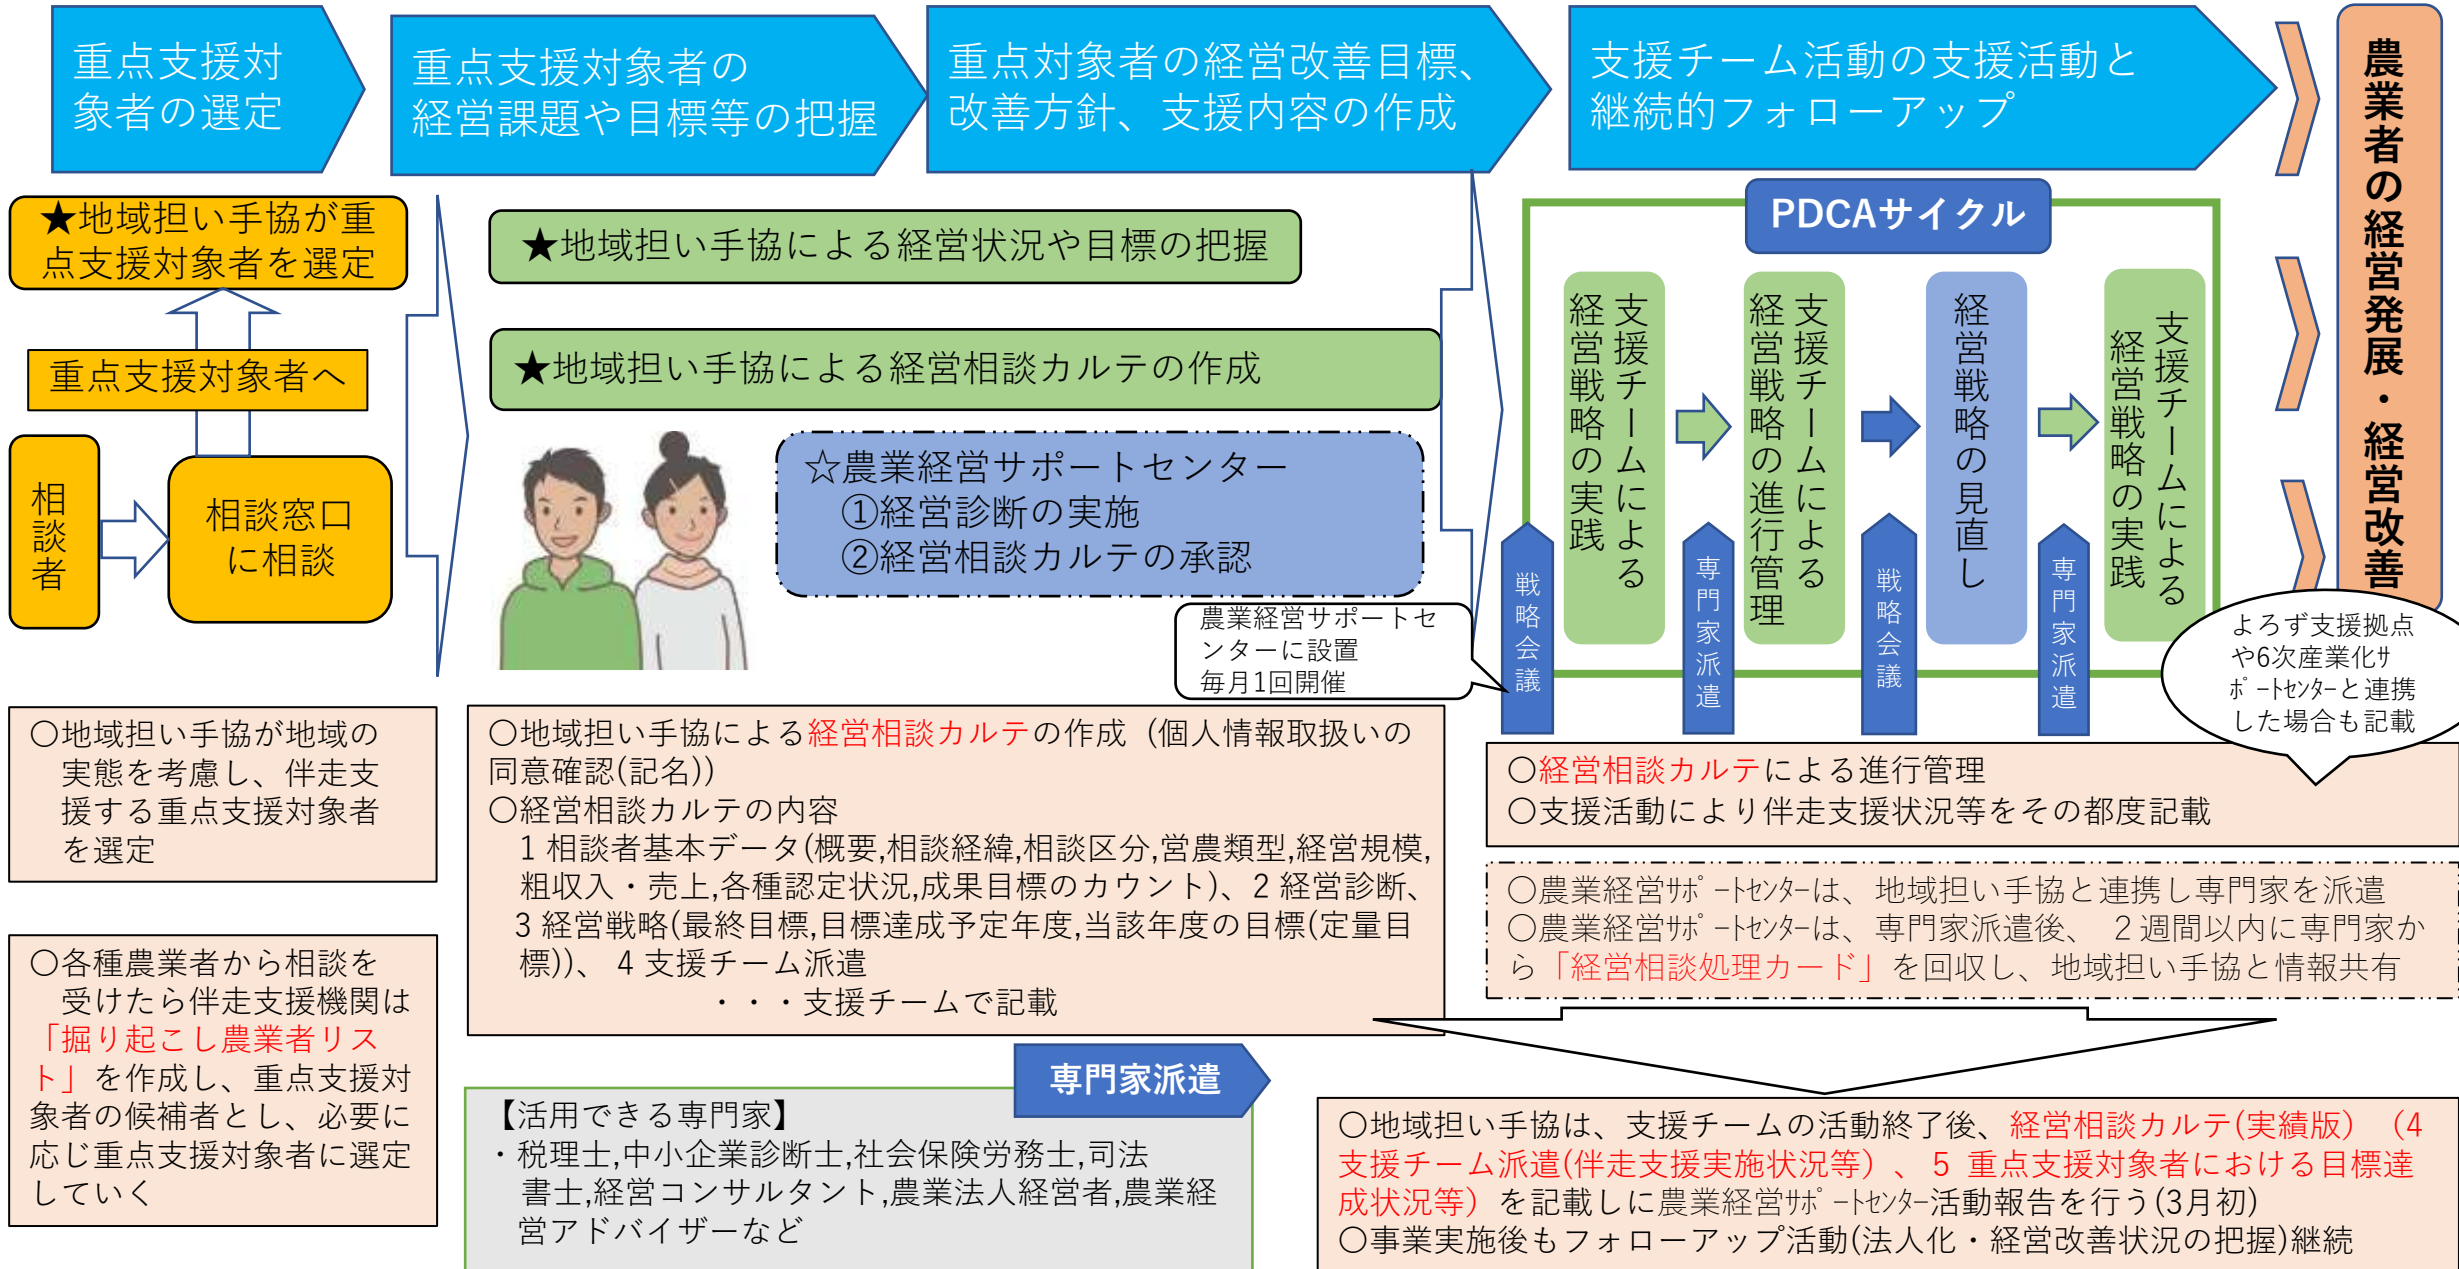 重点支援対
象者の選定
重点支援対象者の
経営課題や目標等の把握
重点対象者の経営改善目標、
改善方針、支援内容の作成
支援チーム活動の支援活動と
継続的フォローアップ
農業者の経営発展・経営改善
★地域担い手協が重
点支援対象者を選定
重点支援対象者へ
相談者
相談窓口
に相談
★地域担い手協による経営状況や目標の把握
★地域担い手協による経営相談カルテの作成
☆農業経営サポートセンター
①経営診断の実施
②経営相談カルテの承認
農業経営サポートセ
ンターに設置
毎月1回開催
PDCAサイクル
支援チームによる
経営戦略の実践
支援チームによる
経営戦略の進行管理
経営戦略の見直し
支援チームによる
経営戦略の実践
戦略会議
専門家派遣
戦略会議
専門家派遣
よろず支援拠点
や6次産業化ｻ
ﾎﾟｰﾄｾﾝﾀｰと連携
した場合も記載
〇地域担い手協が地域の
実態を考慮し、伴走支
援する重点支援対象者
を選定
〇各種農業者から相談を
受けたら伴走支援機関は
「掘り起こし農業者リス
ト」を作成し、重点支援対
象者の候補者とし、必要に
応じ重点支援対象者に選定
していく
〇地域担い手協による経営相談カルテの作成（個人情報取扱いの
同意確認(記名))
〇経営相談カルテの内容
1 相談者基本データ(概要,相談経緯,相談区分,営農類型,経営規模,
粗収入・売上,各種認定状況,成果目標のカウント)、2 経営診断、
3 経営戦略(最終目標,目標達成予定年度,当該年度の目標(定量目
標))、4 支援チーム派遣
・・・支援チームで記載
専門家派遣
【活用できる専門家】
・税理士,中小企業診断士,社会保険労務士,司法
書士,経営コンサルタント,農業法人経営者,農業経
営アドバイザーなど
〇経営相談カルテによる進行管理
〇支援活動により伴走支援状況等をその都度記載
〇農業経営ｻﾎﾟｰﾄｾﾝﾀｰは、地域担い手協と連携し専門家を派遣
〇農業経営ｻﾎﾟｰﾄｾﾝﾀｰは、専門家派遣後、２週間以内に専門家か
ら「経営相談処理カード」を回収し、地域担い手協と情報共有
〇地域担い手協は、支援チームの活動終了後、経営相談カルテ(実績版）（4
支援チーム派遣(伴走支援実施状況等）、5 重点支援対象者における目標達
成状況等）を記載しに農業経営ｻﾎﾟｰﾄｾﾝﾀｰ活動報告を行う(3月初)
〇事業実施後もフォローアップ活動(法人化・経営改善状況の把握)継続